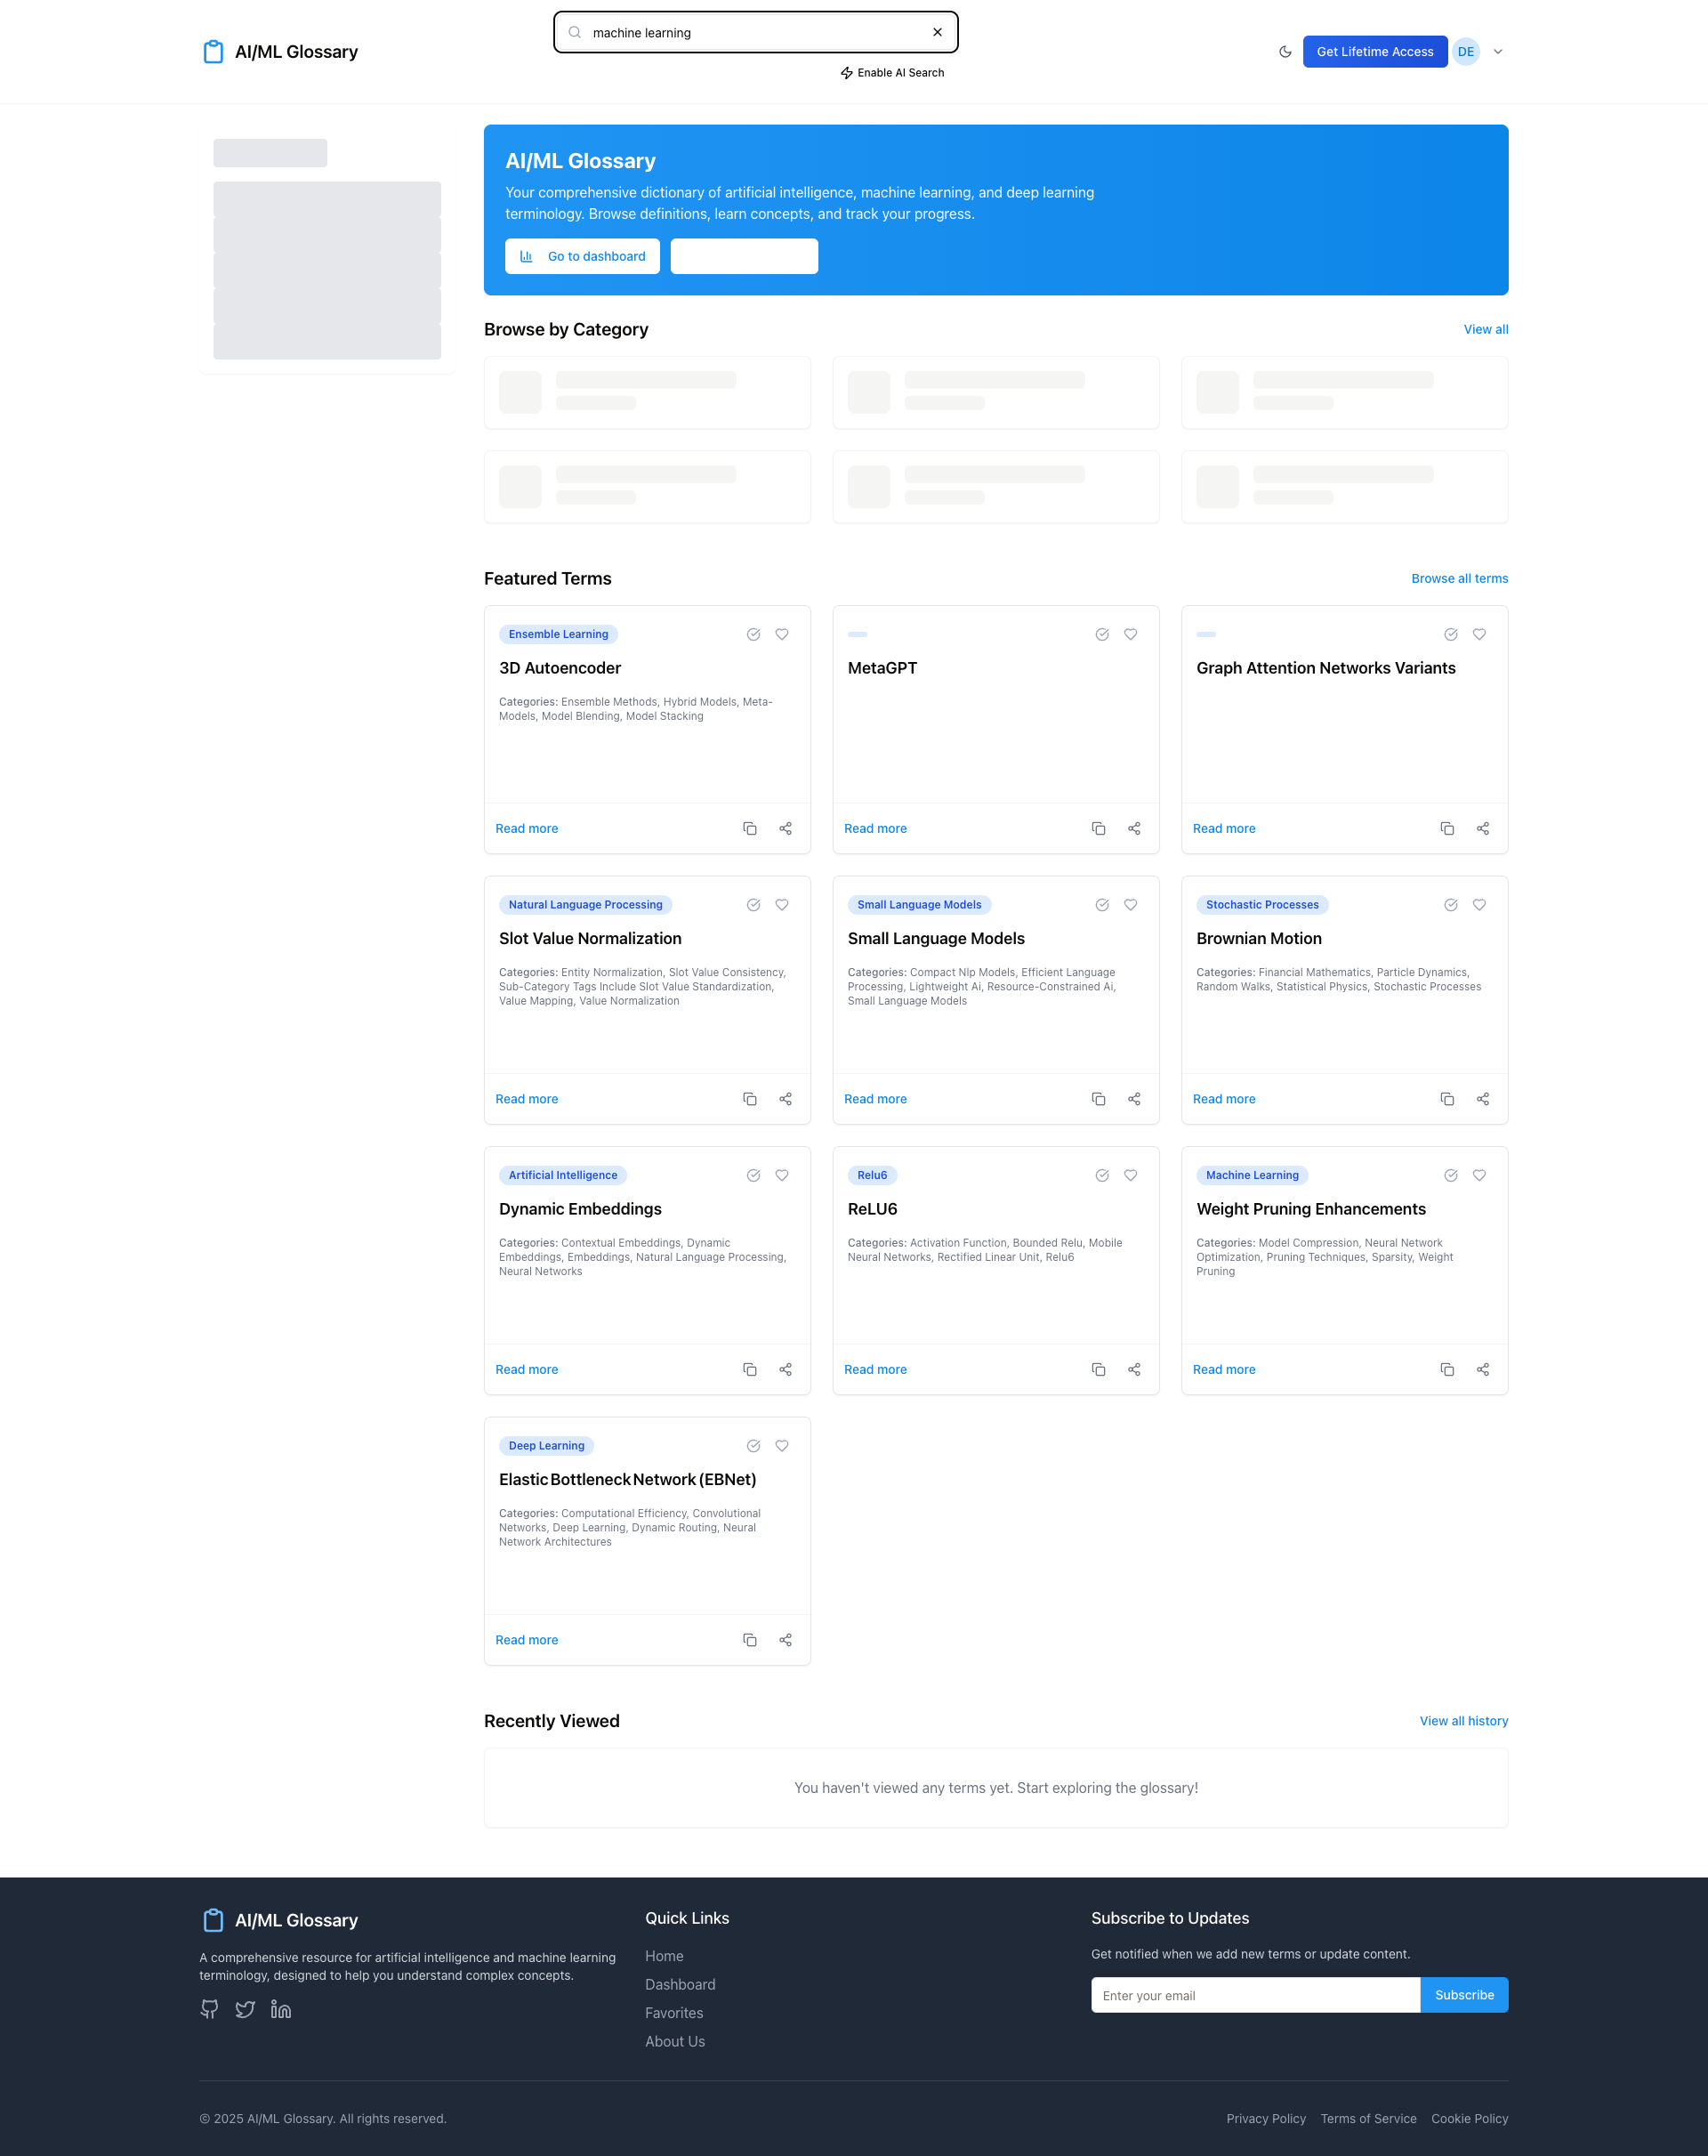 AI/ML Glossary
machine learning
Enable AI Search
Get Lifetime Access
DE
AI/ML Glossary
Your comprehensive dictionary of artificial intelligence, machine learning, and deep learning
terminology. Browse definitions, learn concepts, and track your progress.
Go to dashboard
Browse by Category
View all
Featured Terms
Browse all terms
Ensemble Learning
3D Autoencoder
Categories: Ensemble Methods, Hybrid Models, Meta-
Models, Model Blending, Model Stacking
Read more
MetaGPT
Read more
Graph Attention Networks Variants
Read more
Natural Language Processing
Slot Value Normalization
Categories: Entity Normalization, Slot Value Consistency,
Sub-Category Tags Include Slot Value Standardization,
Value Mapping, Value Normalization
Read more
Small Language Models
Small Language Models
Categories: Compact Nlp Models, Efficient Language
Processing, Lightweight Ai, Resource-Constrained Ai,
Small Language Models
Read more
Stochastic Processes
Brownian Motion
Categories: Financial Mathematics, Particle Dynamics,
Random Walks, Statistical Physics, Stochastic Processes
Read more
Artificial Intelligence
Dynamic Embeddings
Categories: Contextual Embeddings, Dynamic
Embeddings, Embeddings, Natural Language Processing,
Neural Networks
Read more
Relu6
ReLU6
Categories: Activation Function, Bounded Relu, Mobile
Neural Networks, Rectified Linear Unit, Relu6
Read more
Machine Learning
Weight Pruning Enhancements
Categories: Model Compression, Neural Network
Optimization, Pruning Techniques, Sparsity, Weight
Pruning
Read more
Deep Learning
Elastic Bottleneck Network (EBNet)
Categories: Computational Efficiency, Convolutional
Networks, Deep Learning, Dynamic Routing, Neural
Network Architectures
Read more
Recently Viewed
View all history
You haven't viewed any terms yet. Start exploring the glossary!
AI/ML Glossary
A comprehensive resource for artificial intelligence and machine learning
terminology, designed to help you understand complex concepts.
Quick Links
Home
Dashboard
Favorites
About Us
Subscribe to Updates
Get notified when we add new terms or update content.
Enter your email
Subscribe
© 2025 AI/ML Glossary. All rights reserved.
Privacy Policy
Terms of Service
Cookie Policy